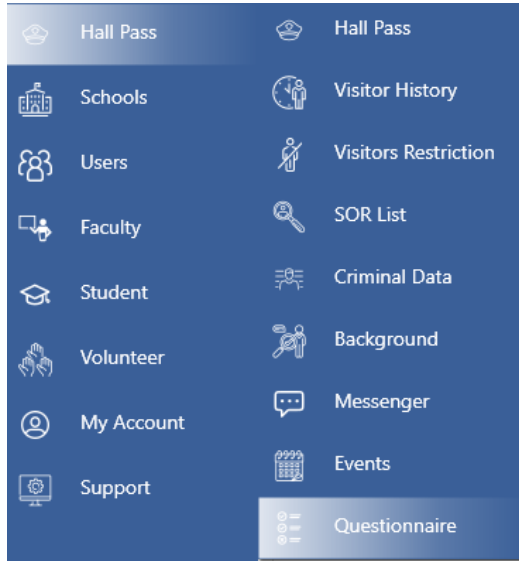 Hall Pass
Schools
Users
Faculty
Student
Volunteer
My Account
Support
Hall Pass
Visitor History
Visitors Restriction
SOR List
Criminal Data
Background
Messenger
Events
Questionnaire